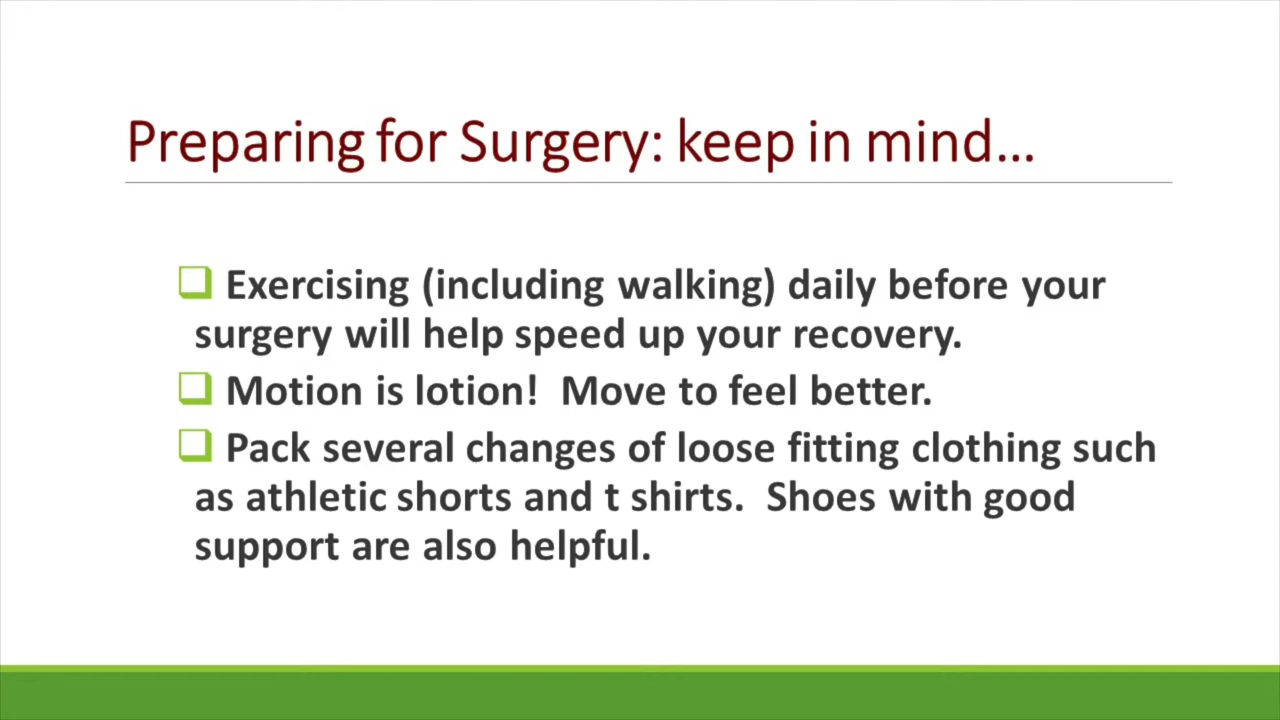 Preparing for Surgery: keep in mind…
Exercising (including walking) daily before your
surgery will help speed up your recovery.
Motion is lotion!  Move to feel better.
Pack several changes of loose fitting clothing such
as athletic shorts and t shirts.  Shoes with good
support are also helpful.